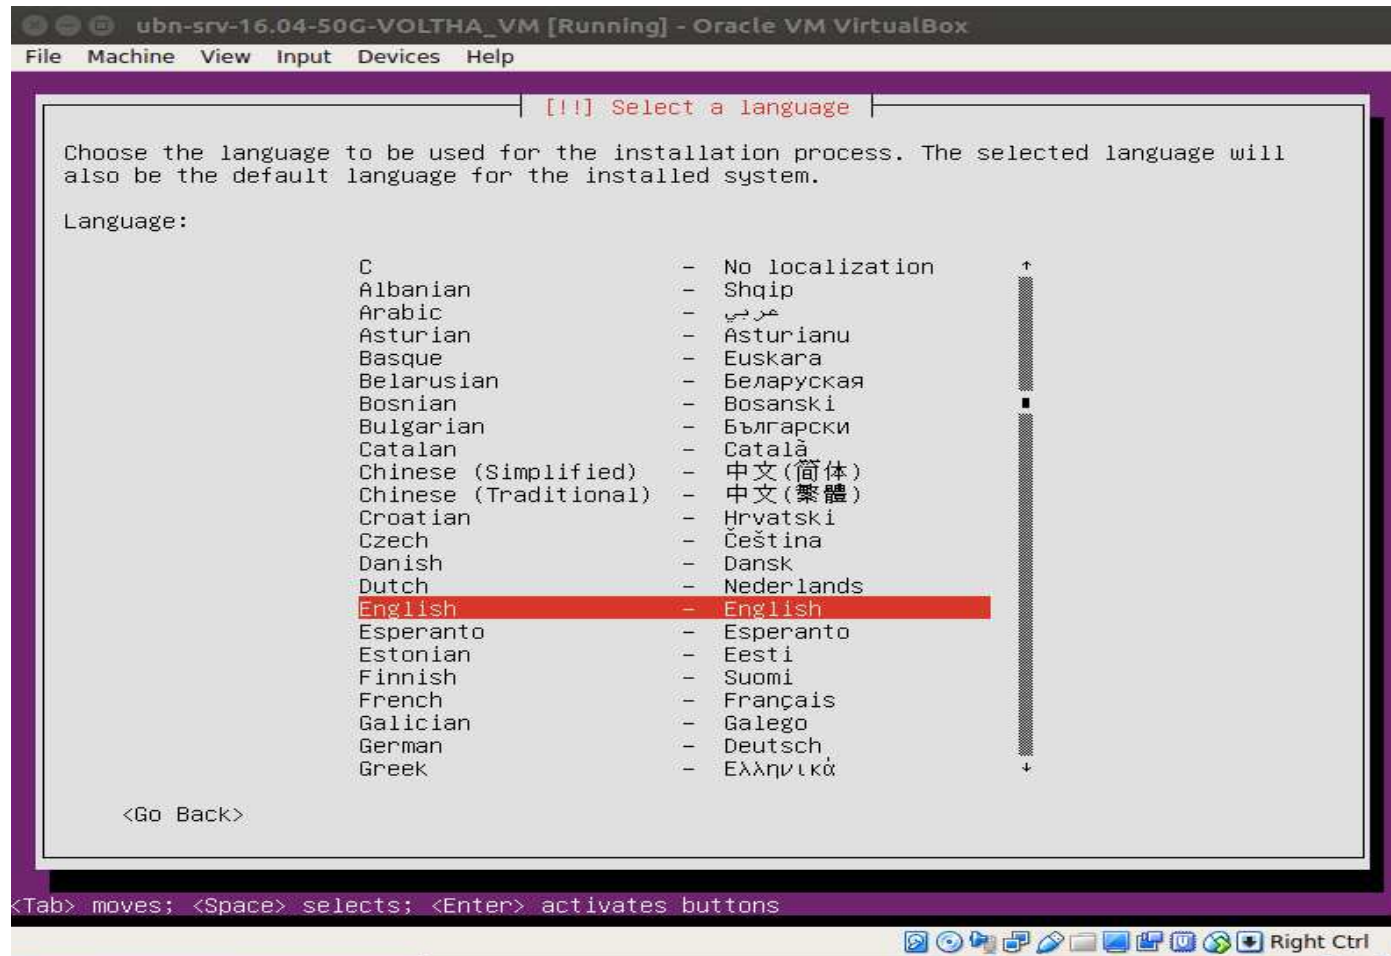 ubn-srv-16.04-50G-VOLTHA_VM [Running] - Oracle VM VirtualBox
File Machine View Input Devices Help
[!!] Select a language
Choose the language to be used for the installation process. The selected language will
also be the default language for the installed system.
Language:
C - No localization
Albanian - Shqip
Arabic - عربي
Asturian - Asturianu
Basque - Euskara
Belarusian - Беларуская
Bosnian - Bosanski
Bulgarian - Български
Catalan - Català
Chinese (Simplified) - 中文(简体)
Chinese (Traditional) - 中文(繁體)
Croatian - Hrvatski
Czech - Čeština
Danish - Dansk
Dutch - Nederlands
English - English
Esperanto - Esperanto
Estonian - Eesti
Finnish - Suomi
French - Français
Galician - Galego
German - Deutsch
Greek - Ελληνικά
<Go Back>
<Tab> moves; <Space> selects; <Enter> activates buttons
Right Ctrl